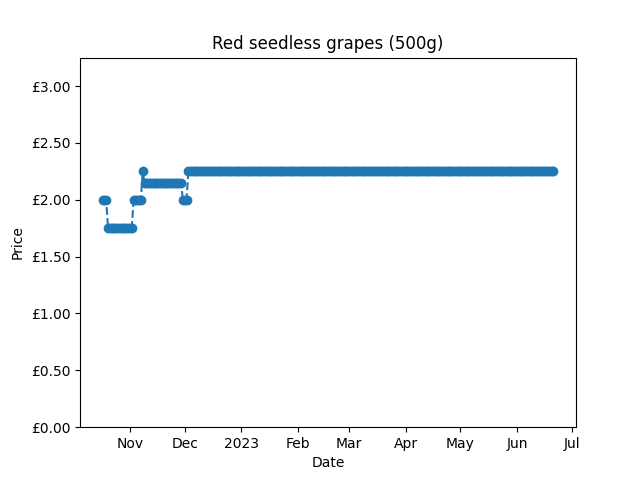 Red seedless grapes (500g)
£3.00
£2.50
£2.00
£1.50
£1.00
£0.50
£0.00
Price
Nov Dec 2023 Feb Mar Apr May Jun Jul
Date